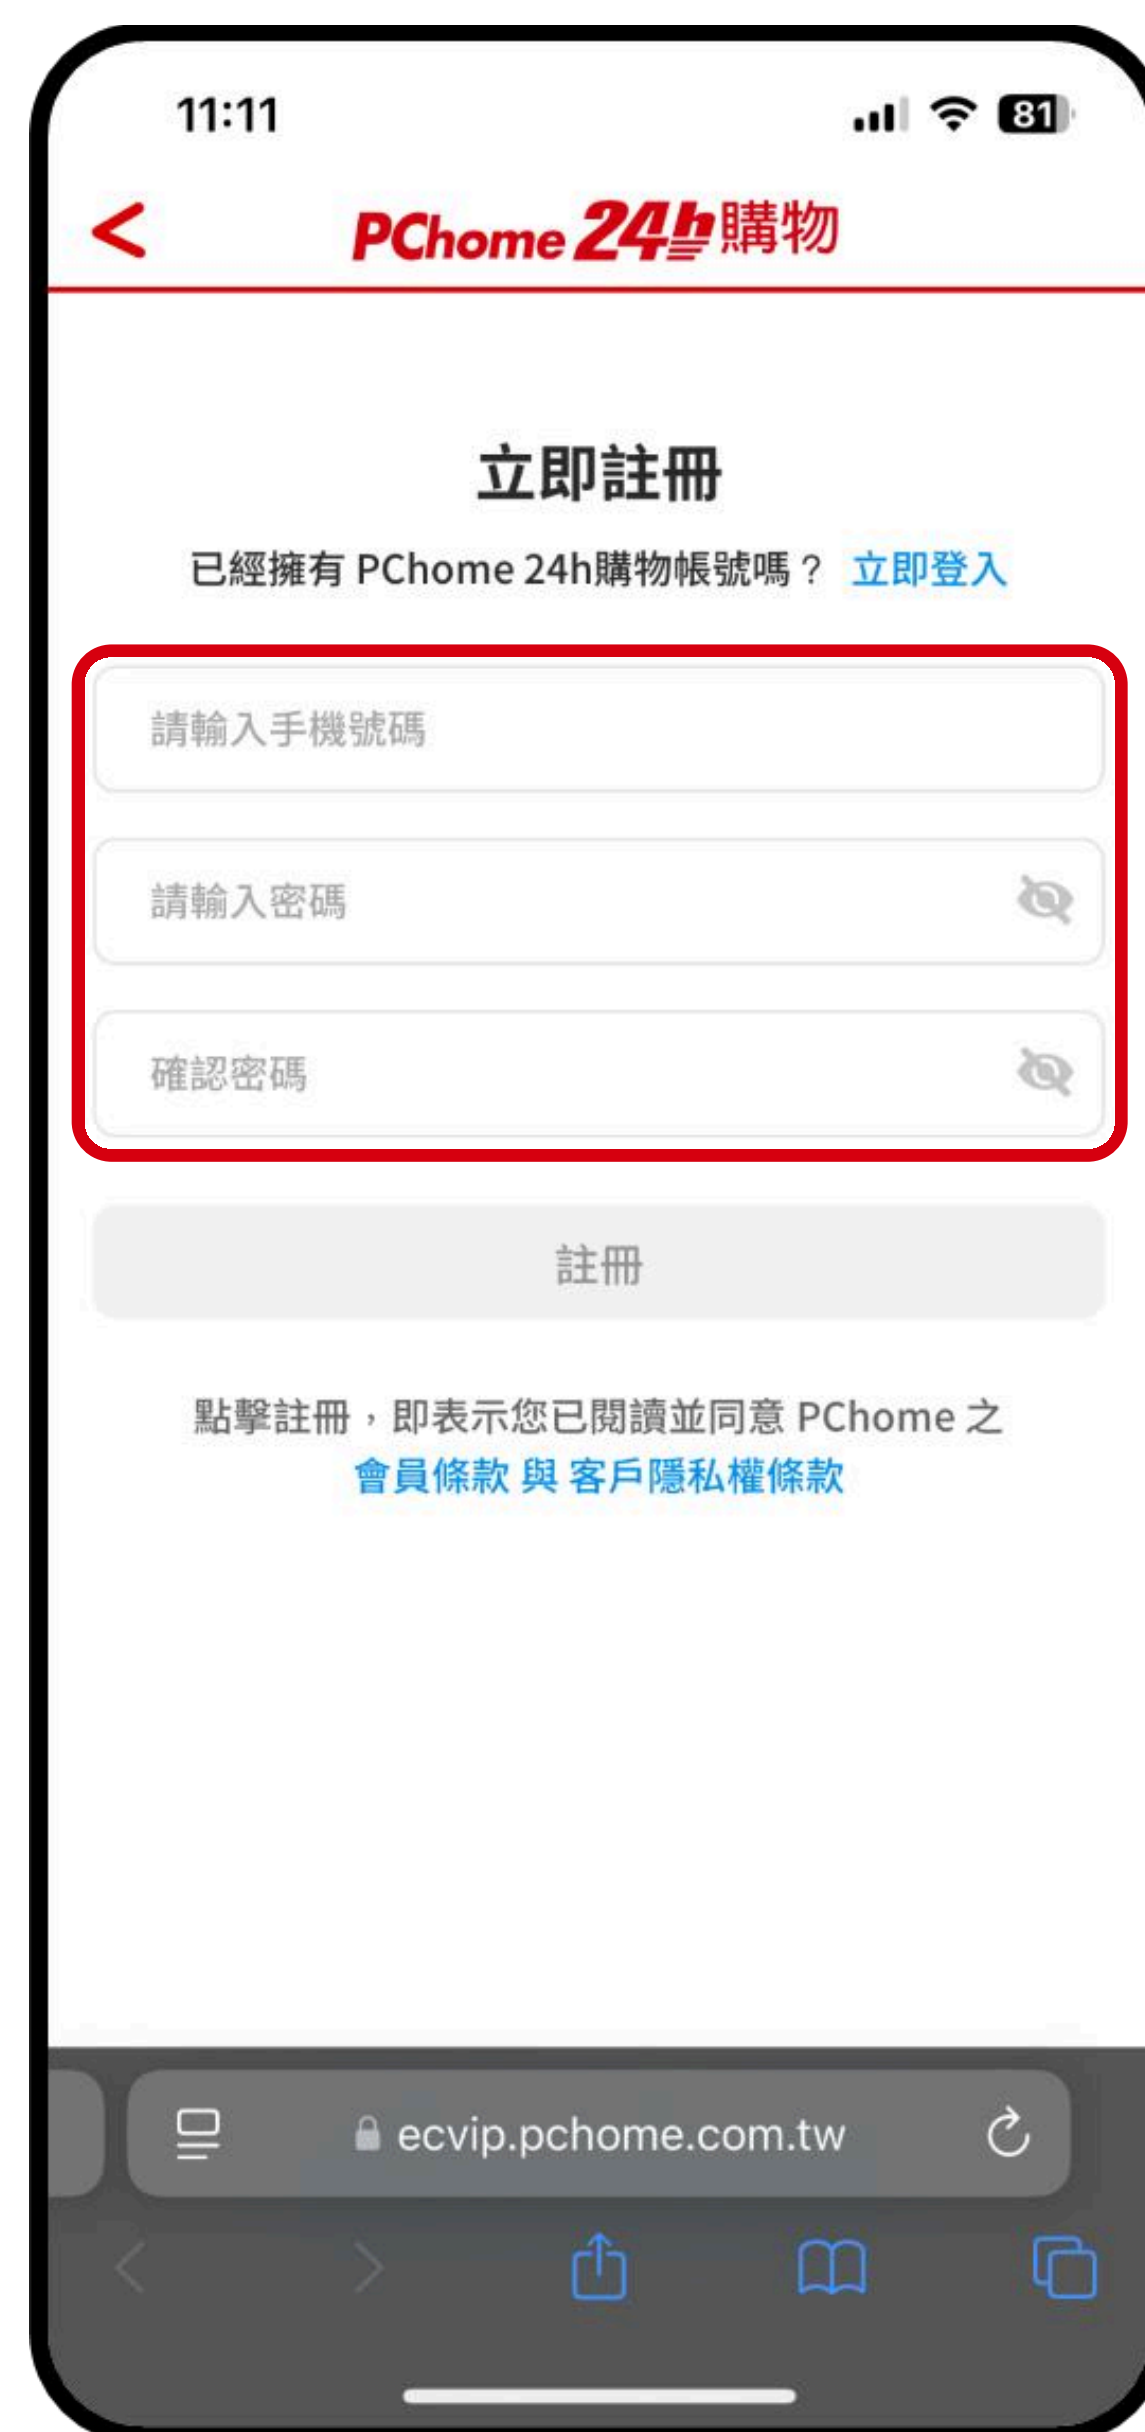 11:11
81
PChome 24h購物
立即註冊
已經擁有 PChome 24h購物帳號嗎？ 立即登入
請輸入手機號碼
請輸入密碼
確認密碼
註冊
點擊註冊，即表示您已閱讀並同意 PChome 之
會員條款 與 客戶隱私權條款
ecvip.pchome.com.tw